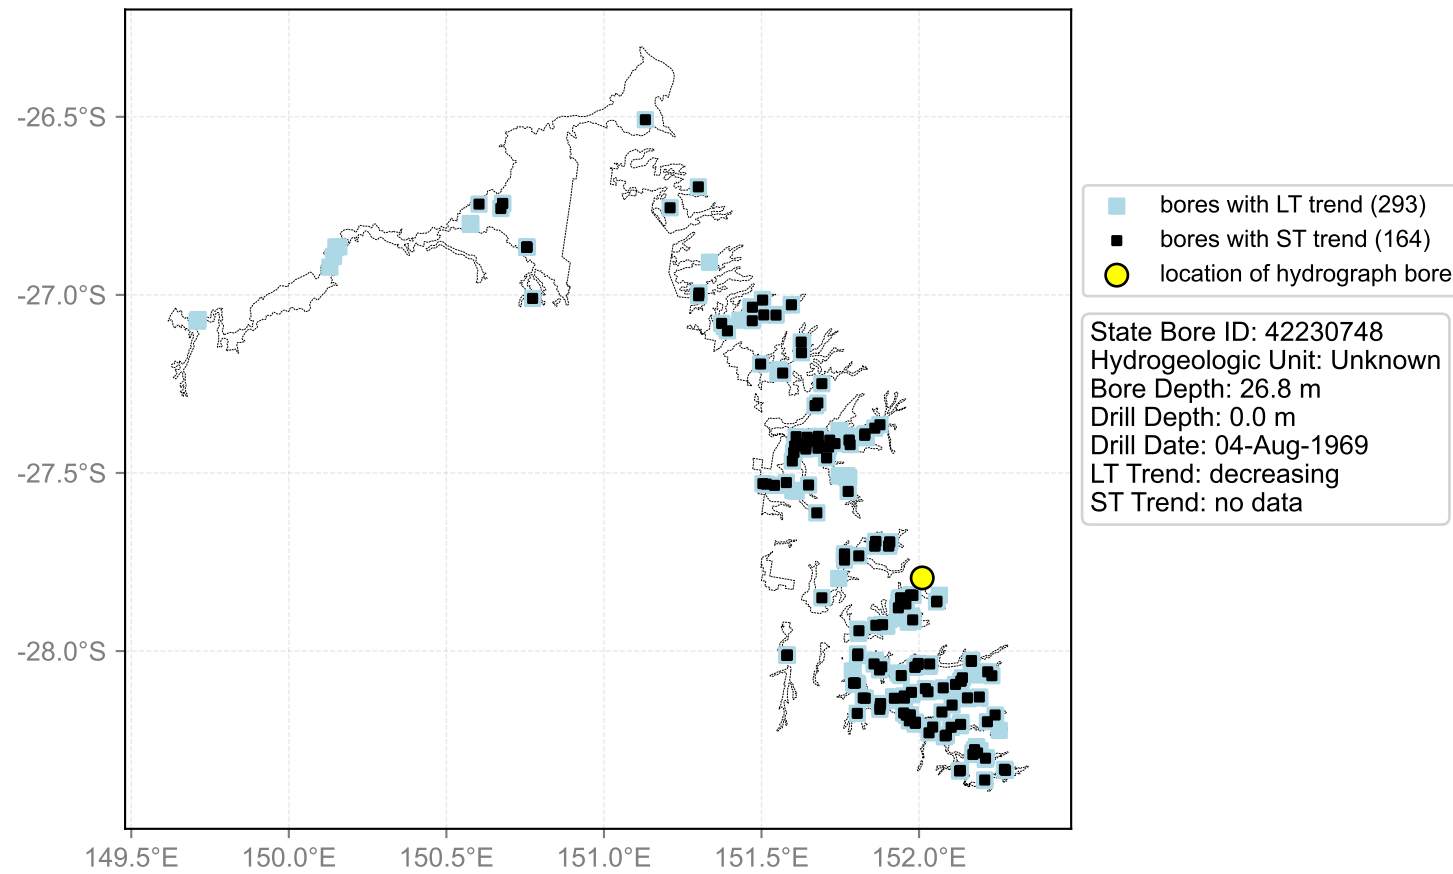 -26.5°S
-27.0°S
-27.5°S
-28.0°S
149.5°E 150.0°E 150.5°E 151.0°E 151.5°E 152.0°E
bores with LT trend (293)
bores with ST trend (164)
location of hydrograph bore
State Bore ID: 42230748
Hydrogeologic Unit: Unknown
Bore Depth: 26.8 m
Drill Depth: 0.0 m
Drill Date: 04-Aug-1969
LT Trend: decreasing
ST Trend: no data